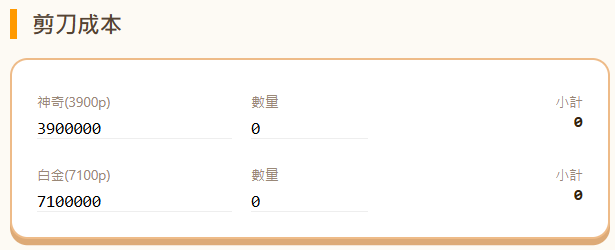 剪刀成本
神奇(3900p) 數量 小計
3900000 0 0
白金(7100p) 數量 小計
7100000 0 0